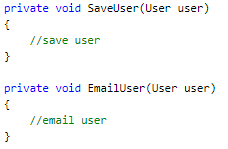 private void SaveUser(User user)
{
    //save user
}

private void EmailUser(User user)
{
    //email user
}